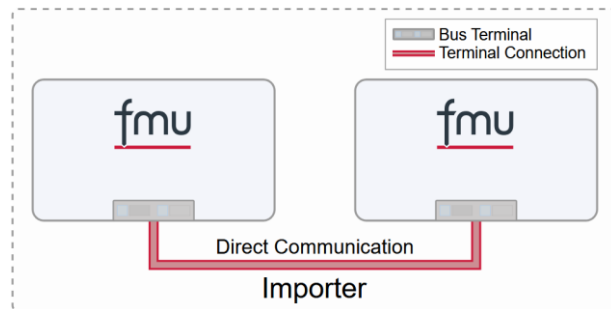 Bus Terminal
Terminal Connection
fmu
fmu
Direct Communication
Importer